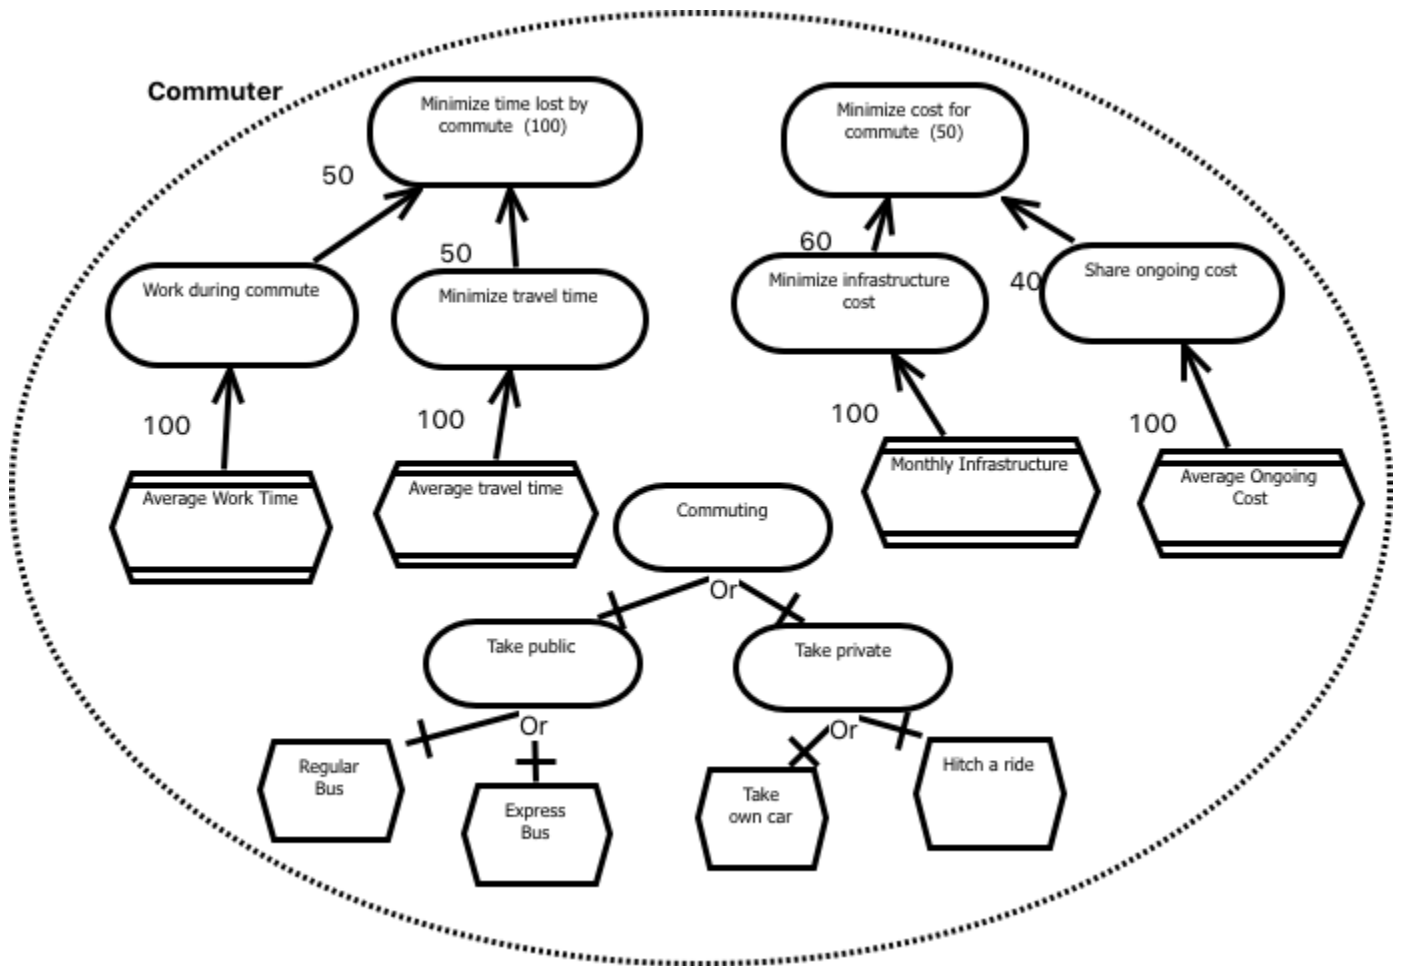 Commuter
Minimize time lost by
commute (100)
Minimize cost for
commute (50)
50
50
60
40
Work during commute
Minimize travel time
Minimize infrastructure
cost
Share ongoing cost
100
100
100
100
Average Work Time
Average travel time
Monthly Infrastructure
Average Ongoing
Cost
Commuting
Or
Take public
Take private
Or
Or
Regular
Bus
Express
Bus
Take
own car
Hitch a ride